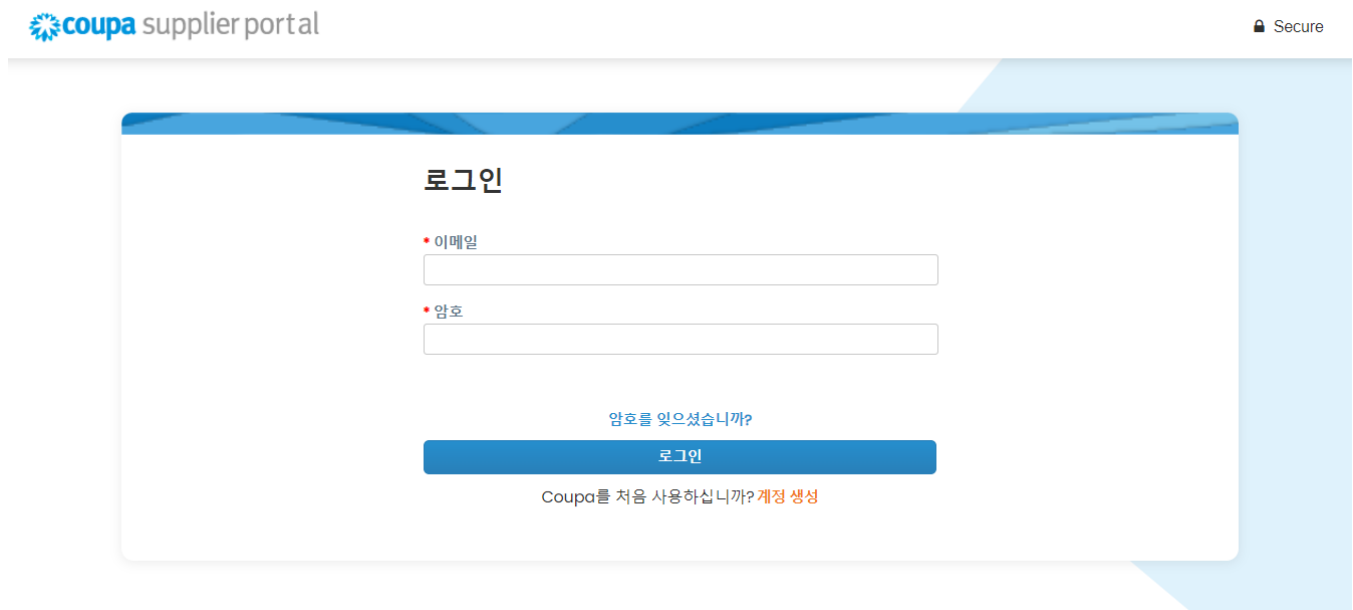 coupa supplier portal
Secure
로그인
* 이메일
* 암호
암호를 잊으셨습니까?
로그인
Coupa를 처음 사용하십니까? 계정 생성